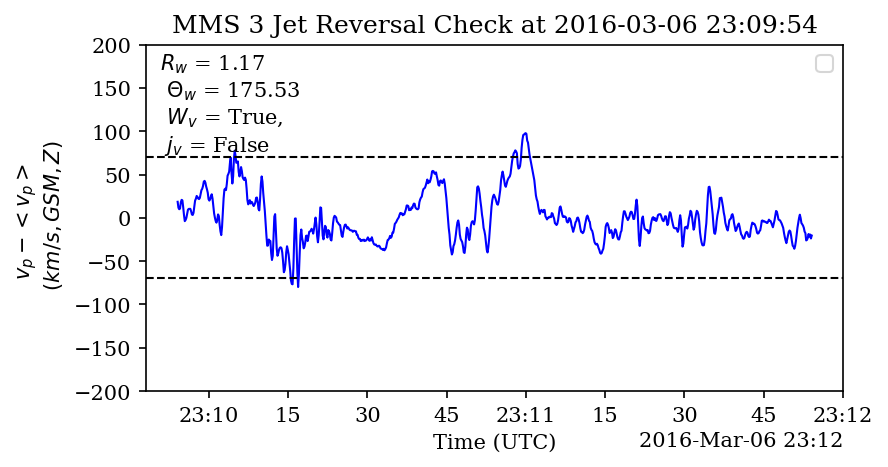 MMS 3 Jet Reversal Check at 2016-03-06 23:09:54
200
150
100
50
0
−50
−100
−150
−200
v_p − < v_p >
(km/s, GSM, Z)
R_w = 1.17
Θ_w = 175.53
W_v = True,
j_v = False
23:10 15 30 45 23:11 15 30 45 23:12
Time (UTC)
2016-Mar-06 23:12